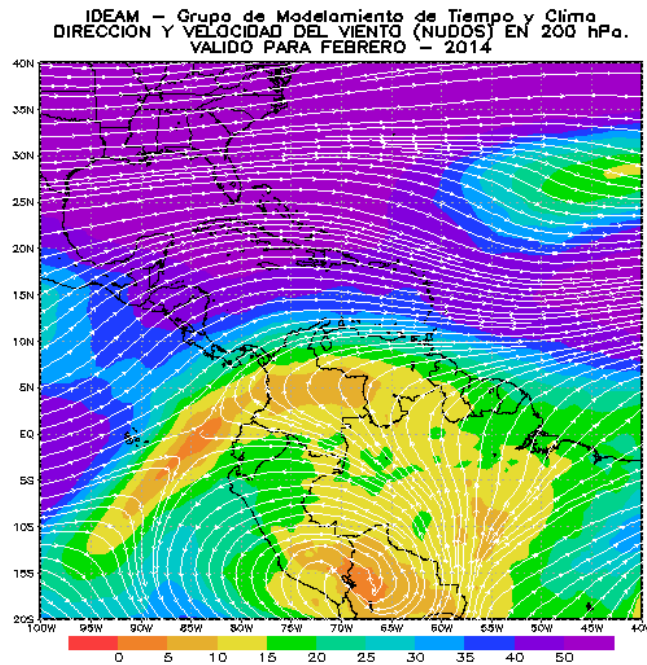 IDEAM – Grupo de Modelamiento de Tiempo y Clima
DIRECCION Y VELOCIDAD DEL VIENTO (NUDOS) EN 200 hPa.
VALIDO PARA FEBRERO – 2014
40N
35N
30N
25N
20N
15N
10N
5N
EQ
5S
10S
15S
20S
100W 95W 90W 85W 80W 75W 70W 65W 60W 55W 50W 45W 40W
0 5 10 15 20 25 30 35 40 50